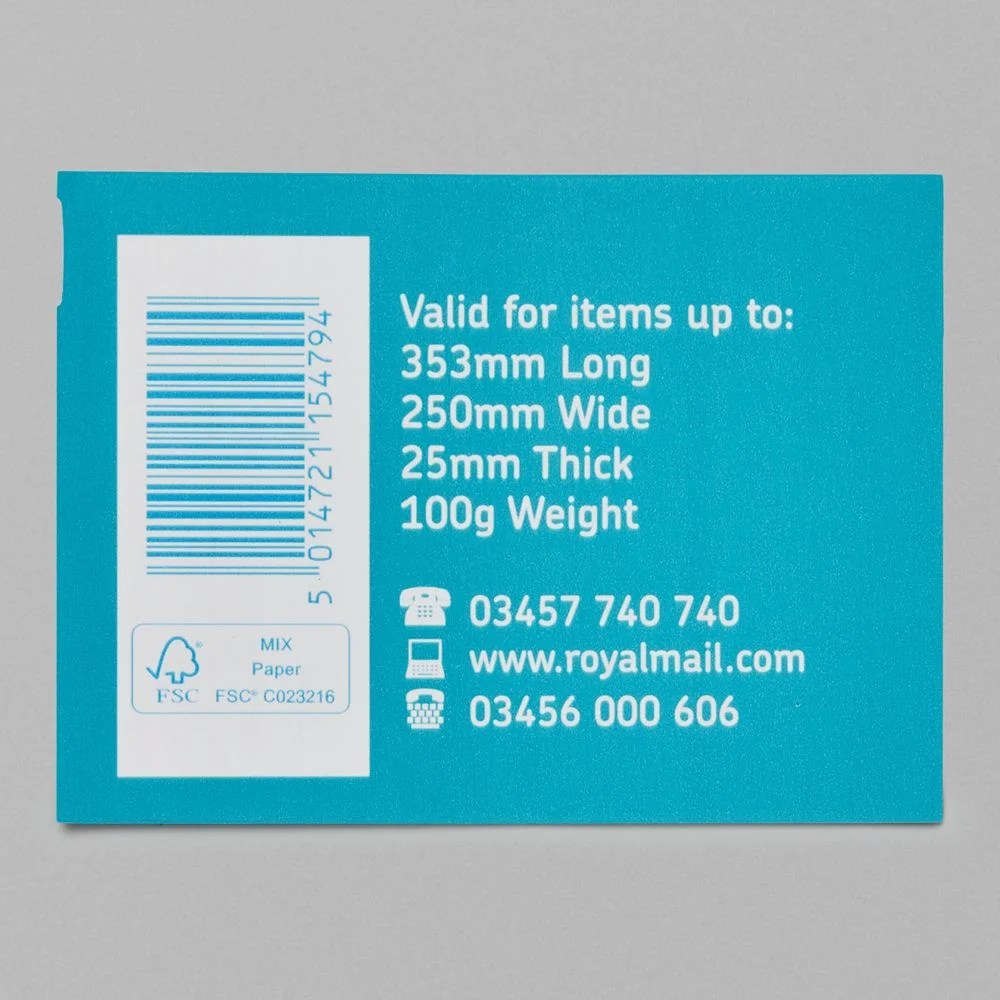 5 014721 154794
MIX
Paper
FSC® C023216
FSC
Valid for items up to:
353mm Long
250mm Wide
25mm Thick
100g Weight
03457 740 740
www.royalmail.com
03456 000 606